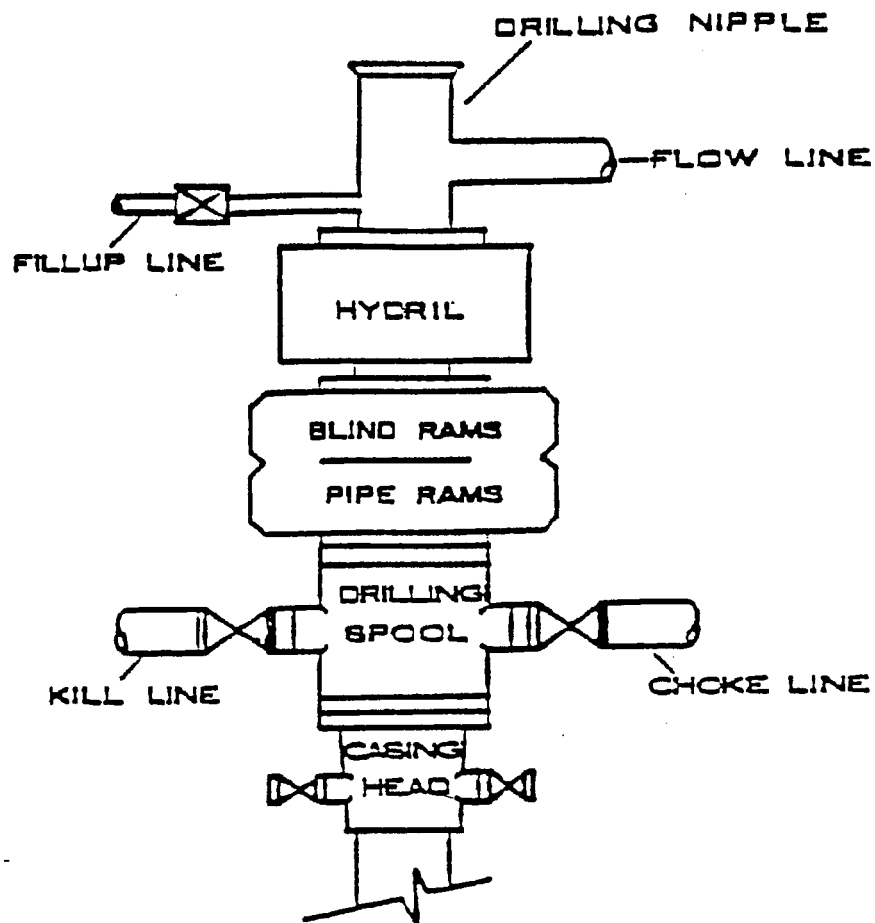 DRILLING NIPPLE
FLOW LINE
FILLUP LINE
HYDRIL
BLIND RAMS
PIPE RAMS
DRILLING
SPOOL
KILL LINE
CHOKE LINE
CASING
HEAD